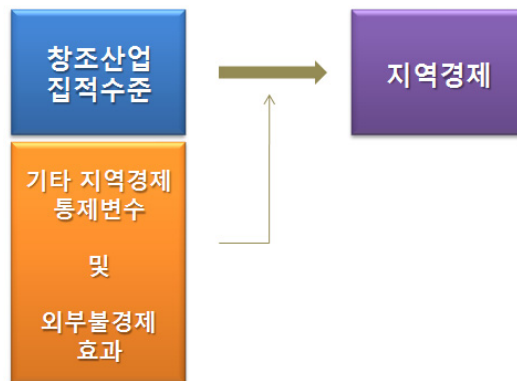 창조산업
집적수준
지역경제
기타 지역경제
통제변수
및
외부불경제
효과